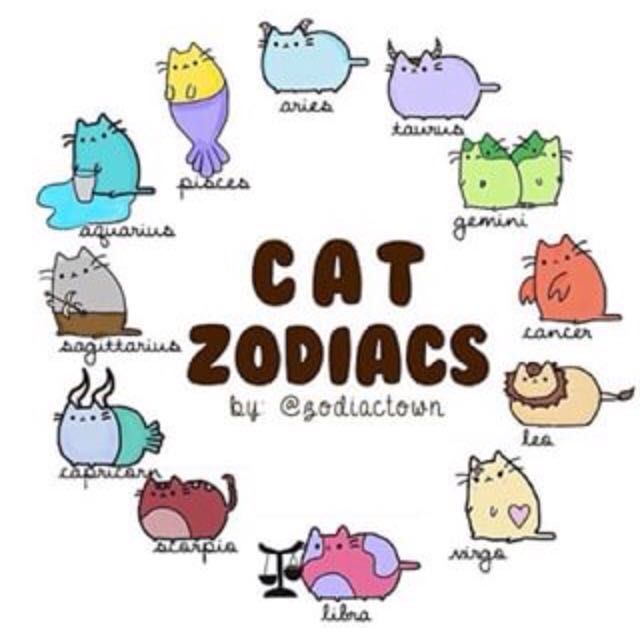 aries
taurus
gemini
cancer
leo
virgo
libra
scorpio
capricorn
sagittarius
aquarius
pisces
CAT
ZODIACS
by: @zodiactown